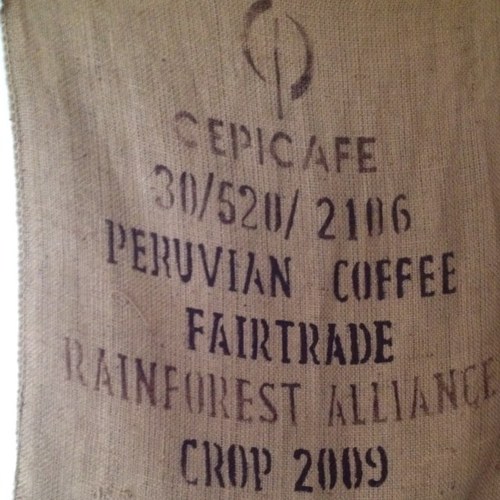 CEPICAFE
30/520/2106
PERUVIAN COFFEE
FAIRTRADE
RAINFOREST ALLIANCE
CROP 2009